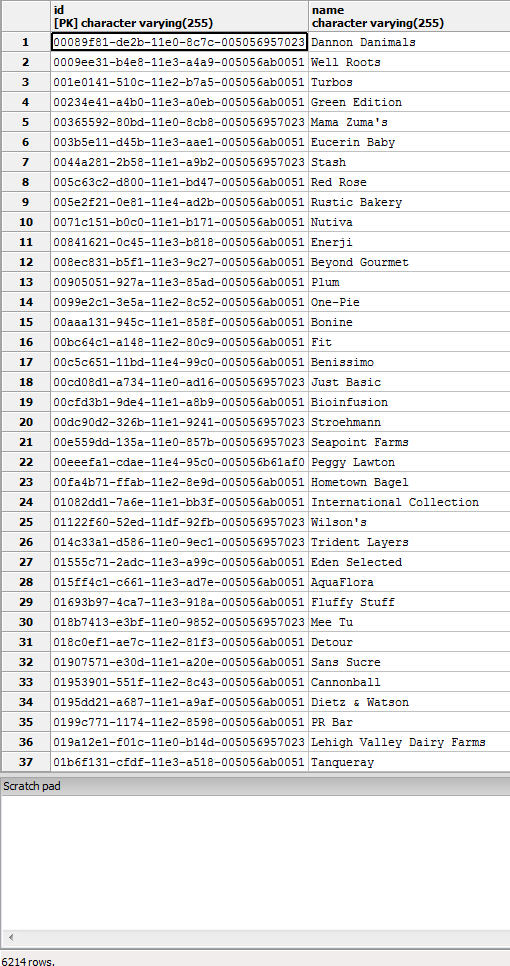 id name
[PK] character varying(255) character varying(255)
1 00089f81-de2b-11e0-8c7c-005056957023 Dannon Danimals
2 0009ee31-b4e8-11e3-a4a9-005056ab0051 Well Roots
3 001e0141-510c-11e2-b7a5-005056ab0051 Turbos
4 00234e41-a4b0-11e3-a0eb-005056ab0051 Green Edition
5 00365592-80bd-11e0-8cb8-005056957023 Mama Zuma's
6 003b5e11-d45b-11e3-aae1-005056ab0051 Eucerin Baby
7 0044a281-2b58-11e1-a9b2-005056957023 Stash
8 005c63c2-d800-11e1-bd47-005056ab0051 Red Rose
9 005e2f21-0e81-11e4-ad2b-005056ab0051 Rustic Bakery
10 0071c151-b0c0-11e1-b171-005056ab0051 Nutiva
11 00841621-0c45-11e3-b818-005056ab0051 Enerji
12 008ec831-b5f1-11e3-9c27-005056ab0051 Beyond Gourmet
13 00905051-927a-11e3-85ad-005056ab0051 Plum
14 0099e2c1-3e5a-11e2-8c52-005056ab0051 One-Pie
15 00aaa131-945c-11e1-858f-005056ab0051 Bonine
16 00bc64c1-a148-11e2-80c9-005056ab0051 Fit
17 00c5c651-11bd-11e4-99c0-005056ab0051 Benissimo
18 00cd08d1-a734-11e0-ad16-005056957023 Just Basic
19 00cfd3b1-9de4-11e1-a8b9-005056ab0051 Bioinfusion
20 00dc90d2-326b-11e1-9241-005056957023 Stroehmann
21 00e559dd-135a-11e0-857b-005056957023 Seapoint Farms
22 00eeefa1-cdae-11e4-95c0-005056b61af0 Peggy Lawton
23 00fa4b71-ffab-11e2-8e9d-005056ab0051 Hometown Bagel
24 01082dd1-7a6e-11e1-bb3f-005056ab0051 International Collection
25 01122f60-52ed-11df-92fb-005056957023 Wilson's
26 014c33a1-d586-11e0-9ec1-005056957023 Trident Layers
27 01555c71-2adc-11e3-a99c-005056ab0051 Eden Selected
28 015ff4c1-c661-11e3-ad7e-005056ab0051 AquaFlora
29 01693b97-4ca7-11e3-918a-005056ab0051 Fluffy Stuff
30 018b7413-e3bf-11e0-9852-005056957023 Mee Tu
31 018c0ef1-ae7c-11e2-81f3-005056ab0051 Detour
32 01907571-e30d-11e1-a20e-005056ab0051 Sans Sucre
33 01953901-551f-11e2-8c43-005056ab0051 Cannonball
34 0195dd21-a687-11e1-a9af-005056ab0051 Dietz & Watson
35 0199c771-1174-11e2-8598-005056ab0051 PR Bar
36 019a12e1-f01c-11e0-b14d-005056957023 Lehigh Valley Dairy Farms
37 01b6f131-cfdf-11e3-a518-005056ab0051 Tanqueray
Scratch pad
6214 rows.